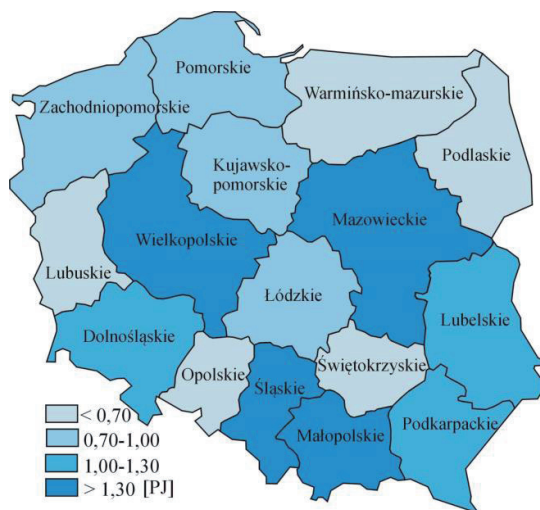 Pomorskie
Warmińsko-mazurskie
Zachodniopomorskie
Podlaskie
Kujawsko-
pomorskie
Mazowieckie
Wielkopolskie
Lubuskie
Łódzkie
Lubelskie
Dolnośląskie
Opolskie
Świętokrzyskie
Śląskie
Podkarpackie
Małopolskie
< 0,70
0,70-1,00
1,00-1,30
> 1,30 [PJ]